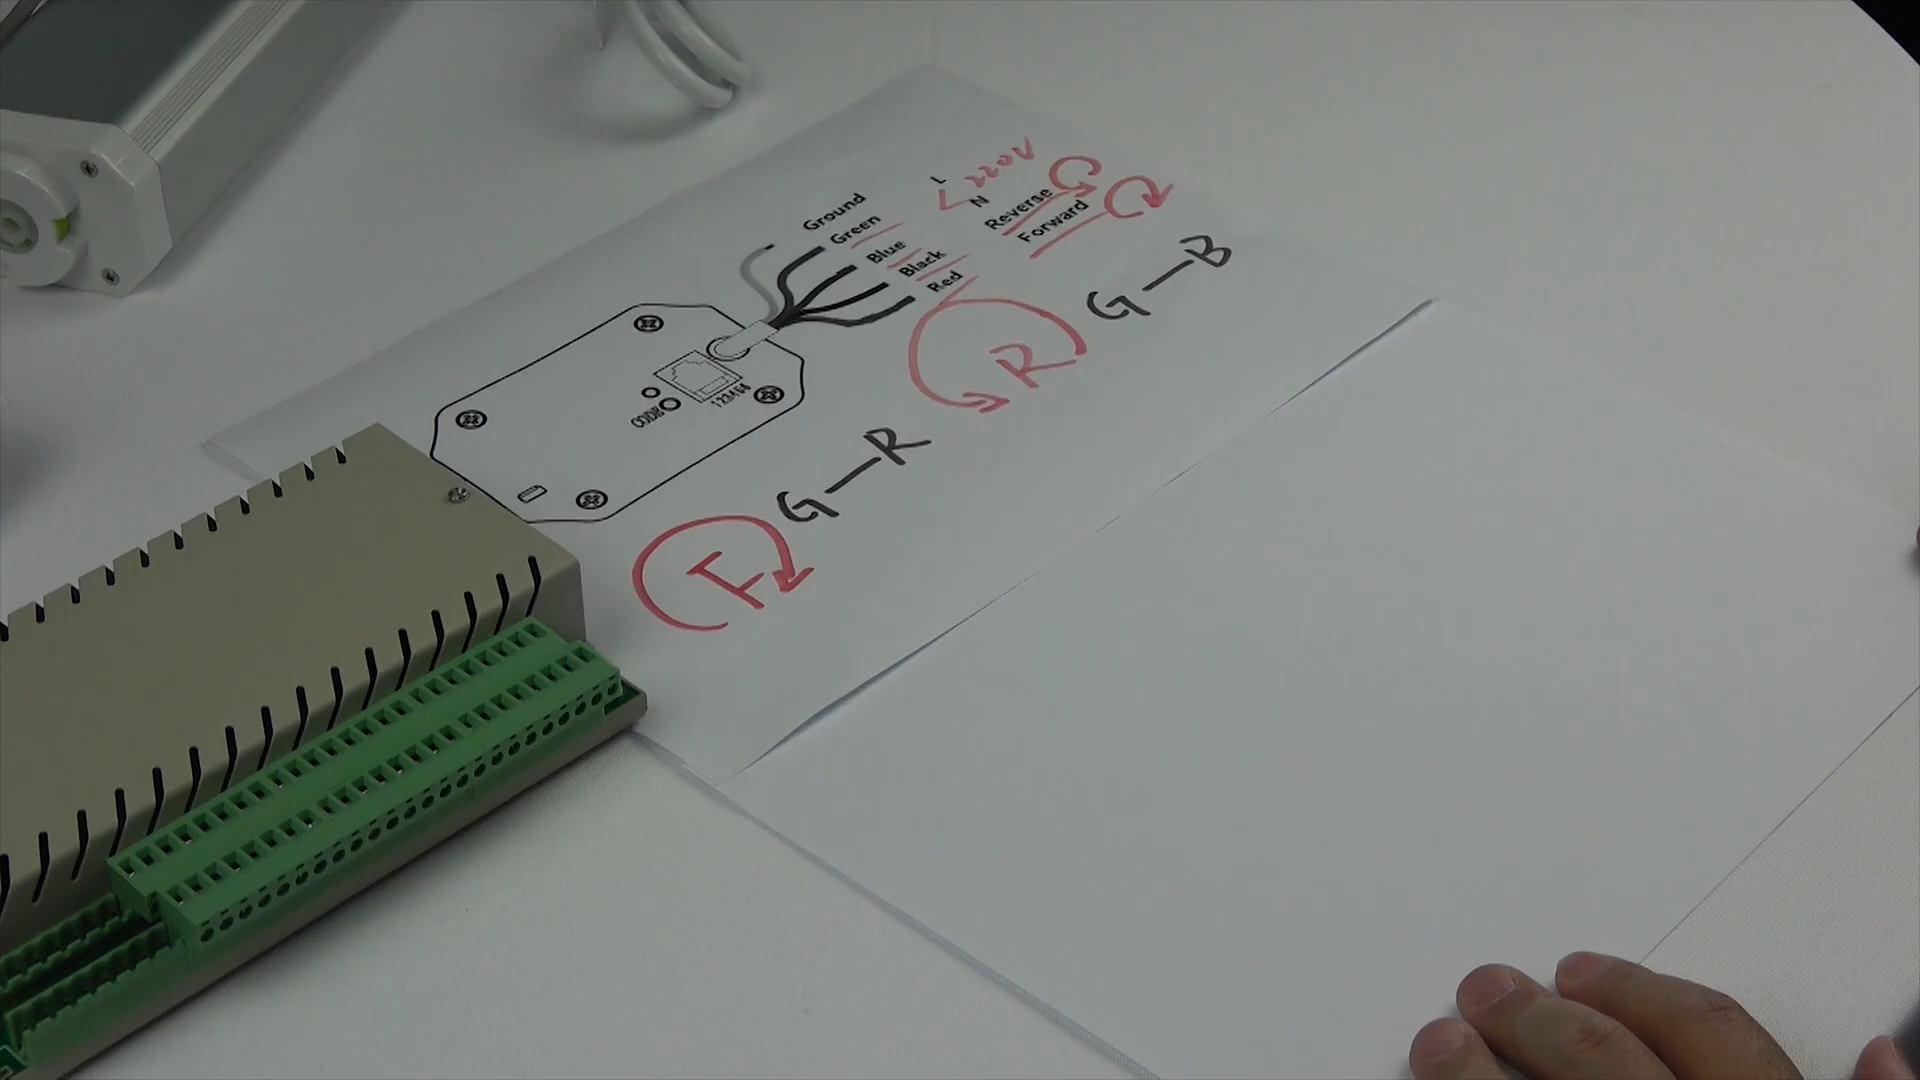 Ground
Green L
Blue N 220V
Black Reverse
Red Forward
G-B
R
CODE
123456
G-R
F